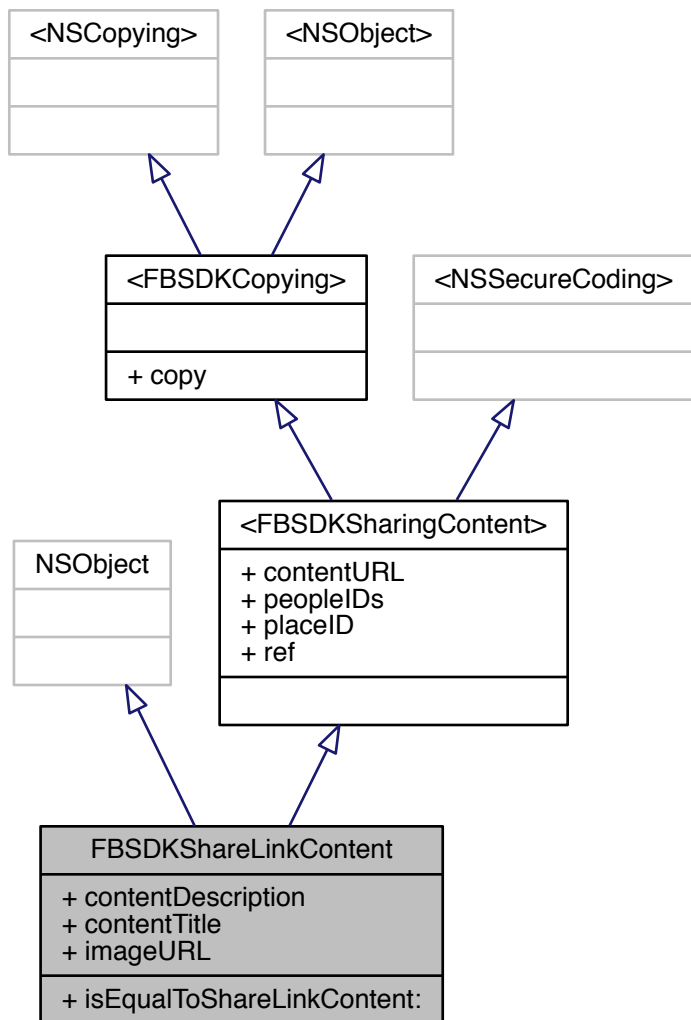 <NSCopying>
<NSObject>
<FBSDKCopying>
+ copy
<NSSecureCoding>
<FBSDKSharingContent>
+ contentURL
+ peopleIDs
+ placeID
+ ref
NSObject
FBSDKShareLinkContent
+ contentDescription
+ contentTitle
+ imageURL
+ isEqualToShareLinkContent: